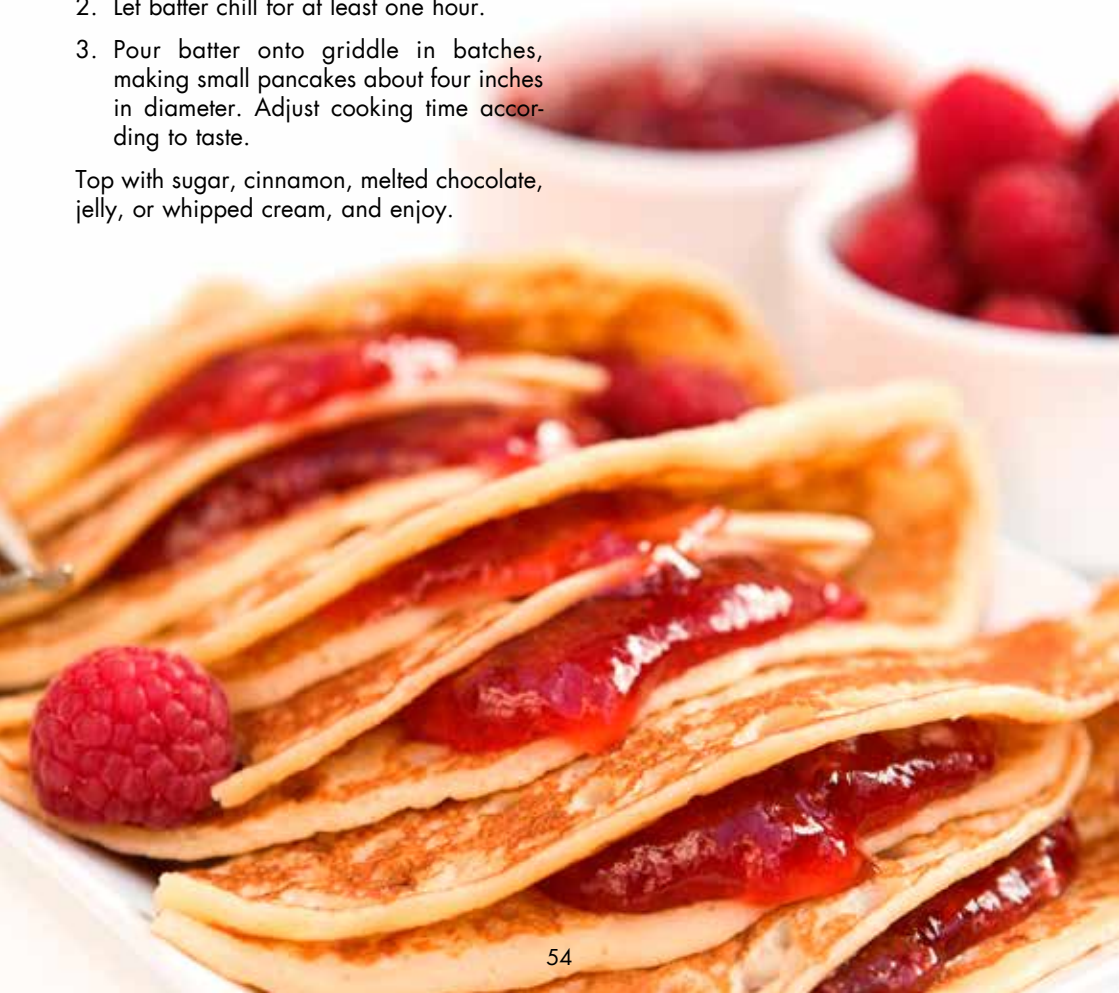 2. Let batter chill for at least one hour.
3. Pour batter onto griddle in batches,
making small pancakes about four inches
in diameter. Adjust cooking time accor-
ding to taste.
Top with sugar, cinnamon, melted chocolate,
jelly, or whipped cream, and enjoy.
54